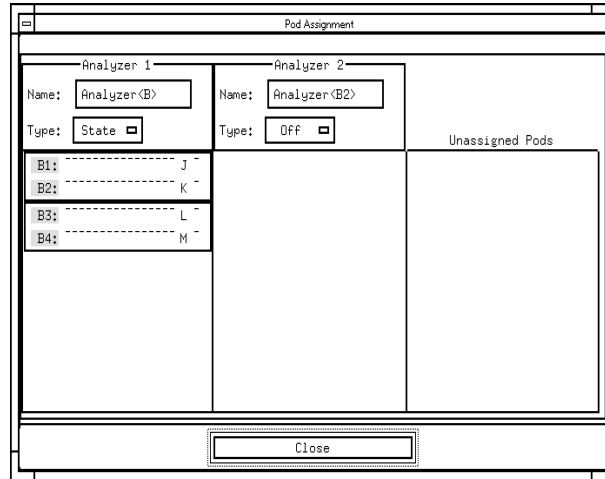 Pod Assignment
Analyzer 1
Analyzer 2
Name: Analyzer<B>
Name: Analyzer<B2>
Type: State
Type: Off
Unassigned Pods
B1: --------------- J -
B2: --------------- K -
B3: --------------- L -
B4: --------------- M -
Close